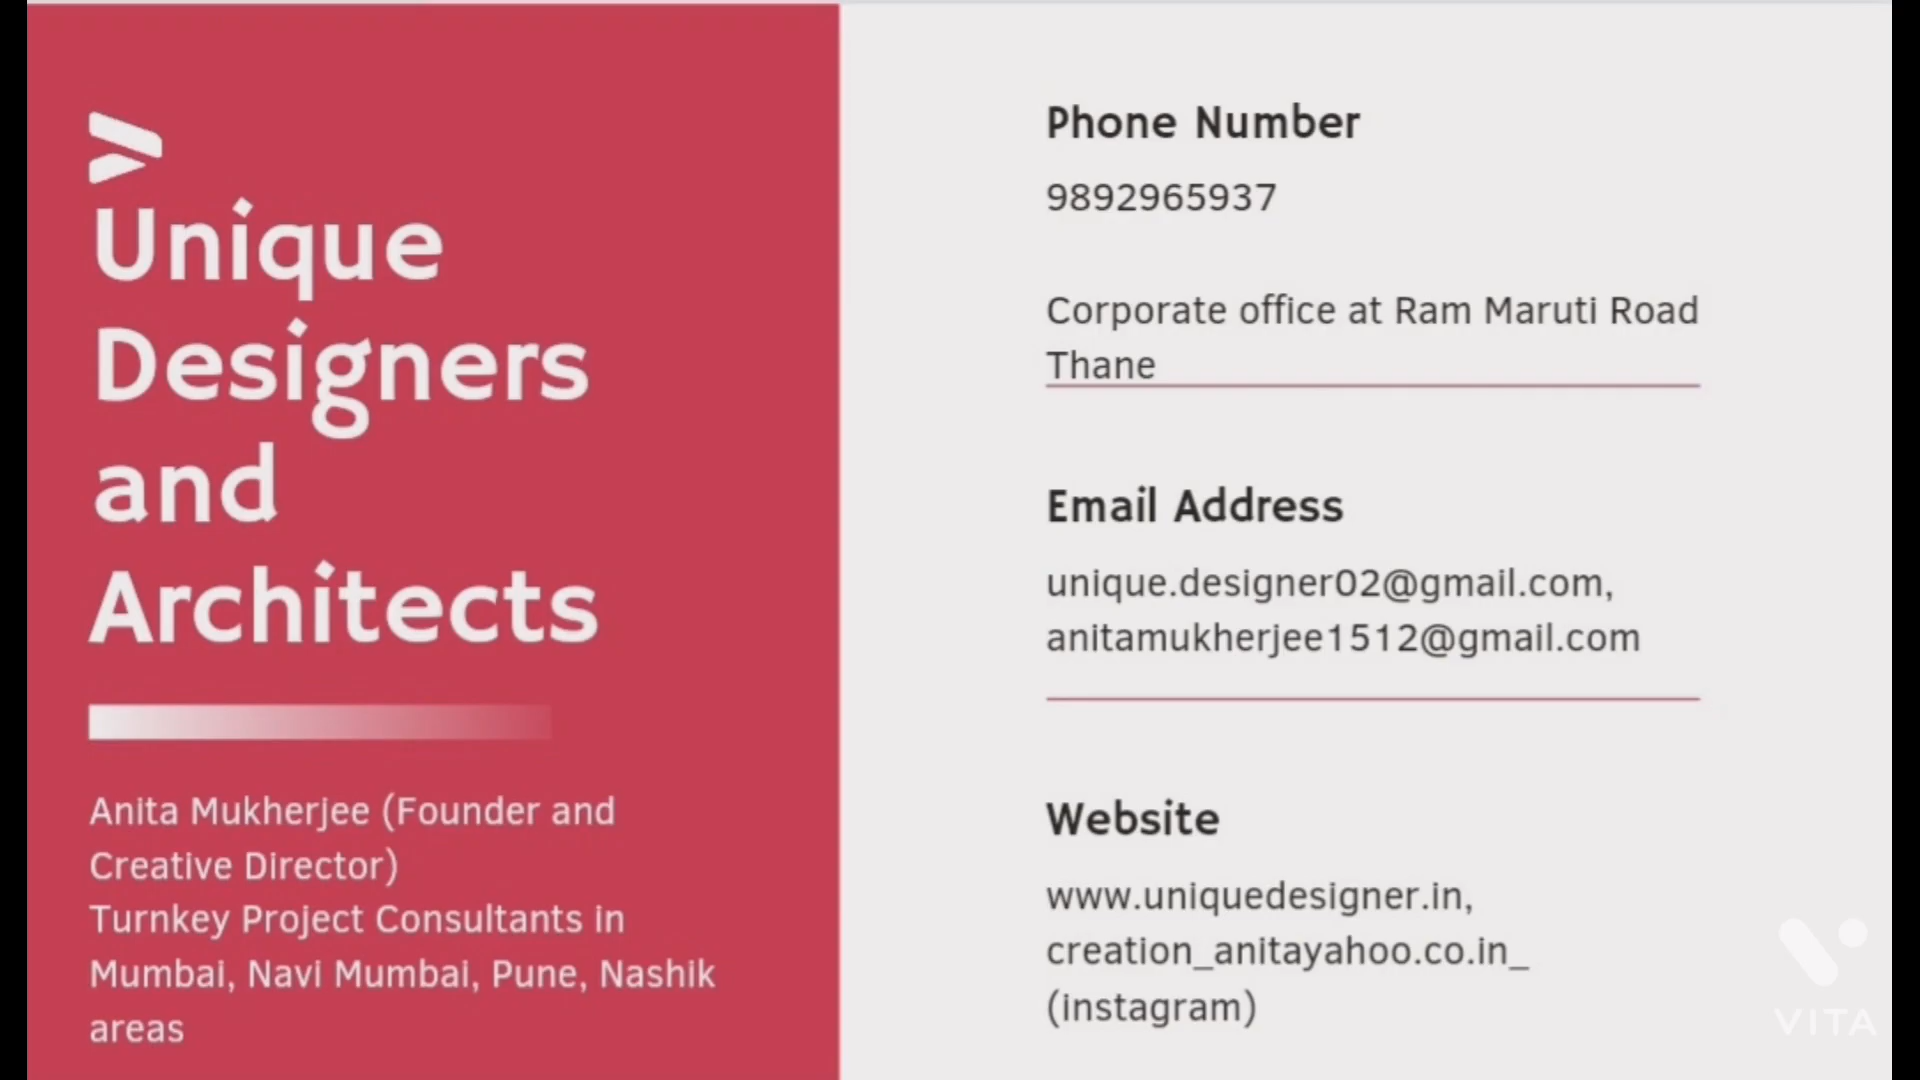 Unique
Designers
and
Architects
Anita Mukherjee (Founder and
Creative Director)
Turnkey Project Consultants in
Mumbai, Navi Mumbai, Pune, Nashik
areas
Phone Number
9892965937
Corporate office at Ram Maruti Road
Thane
Email Address
unique.designer02@gmail.com,
anitamukherjee1512@gmail.com
Website
www.uniquedesigner.in,
creation_anitayahoo.co.in_
(instagram)
VITA